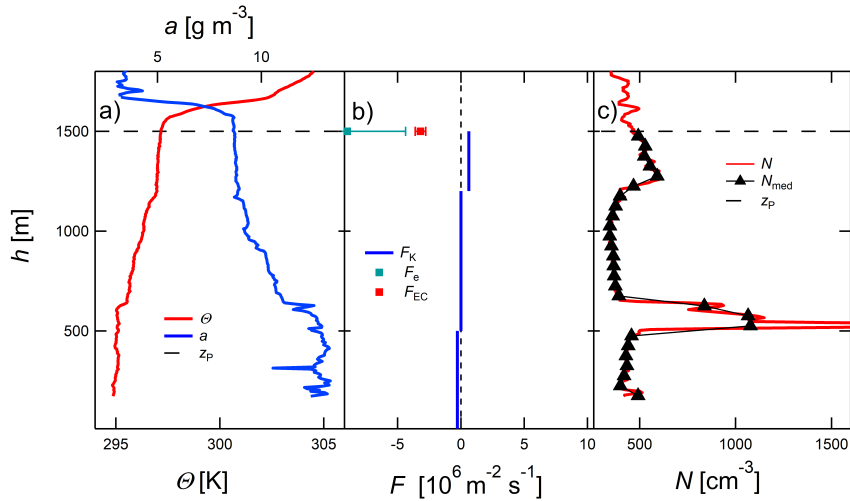 a [g m⁻³]
5 10
a) b) c)
1500
1000
500
h [m]
Θ
a
z_P
F_K
F_e
F_EC
N
N_med
z_P
295 300 305
-5 0 5 10
500 1000 1500
Θ [K]
F [10⁶ m⁻² s⁻¹]
N [cm⁻³]